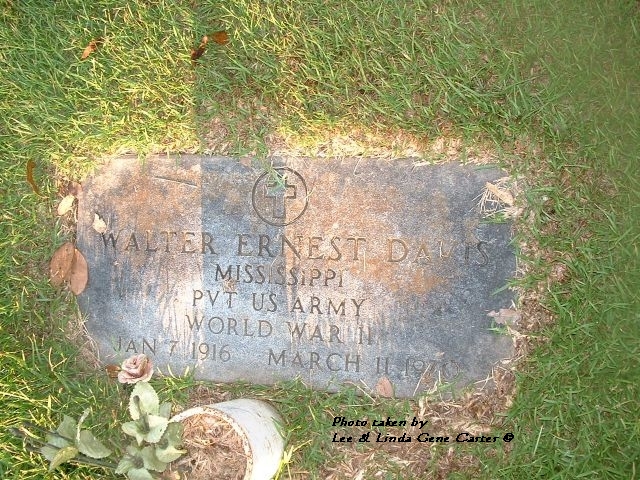 WALTER ERNEST DAVIS
MISSISSIPPI
PVT US ARMY
WORLD WAR II
JAN 7 1916 MARCH 11
Photo taken by
Lee & Linda Gene Carter ©